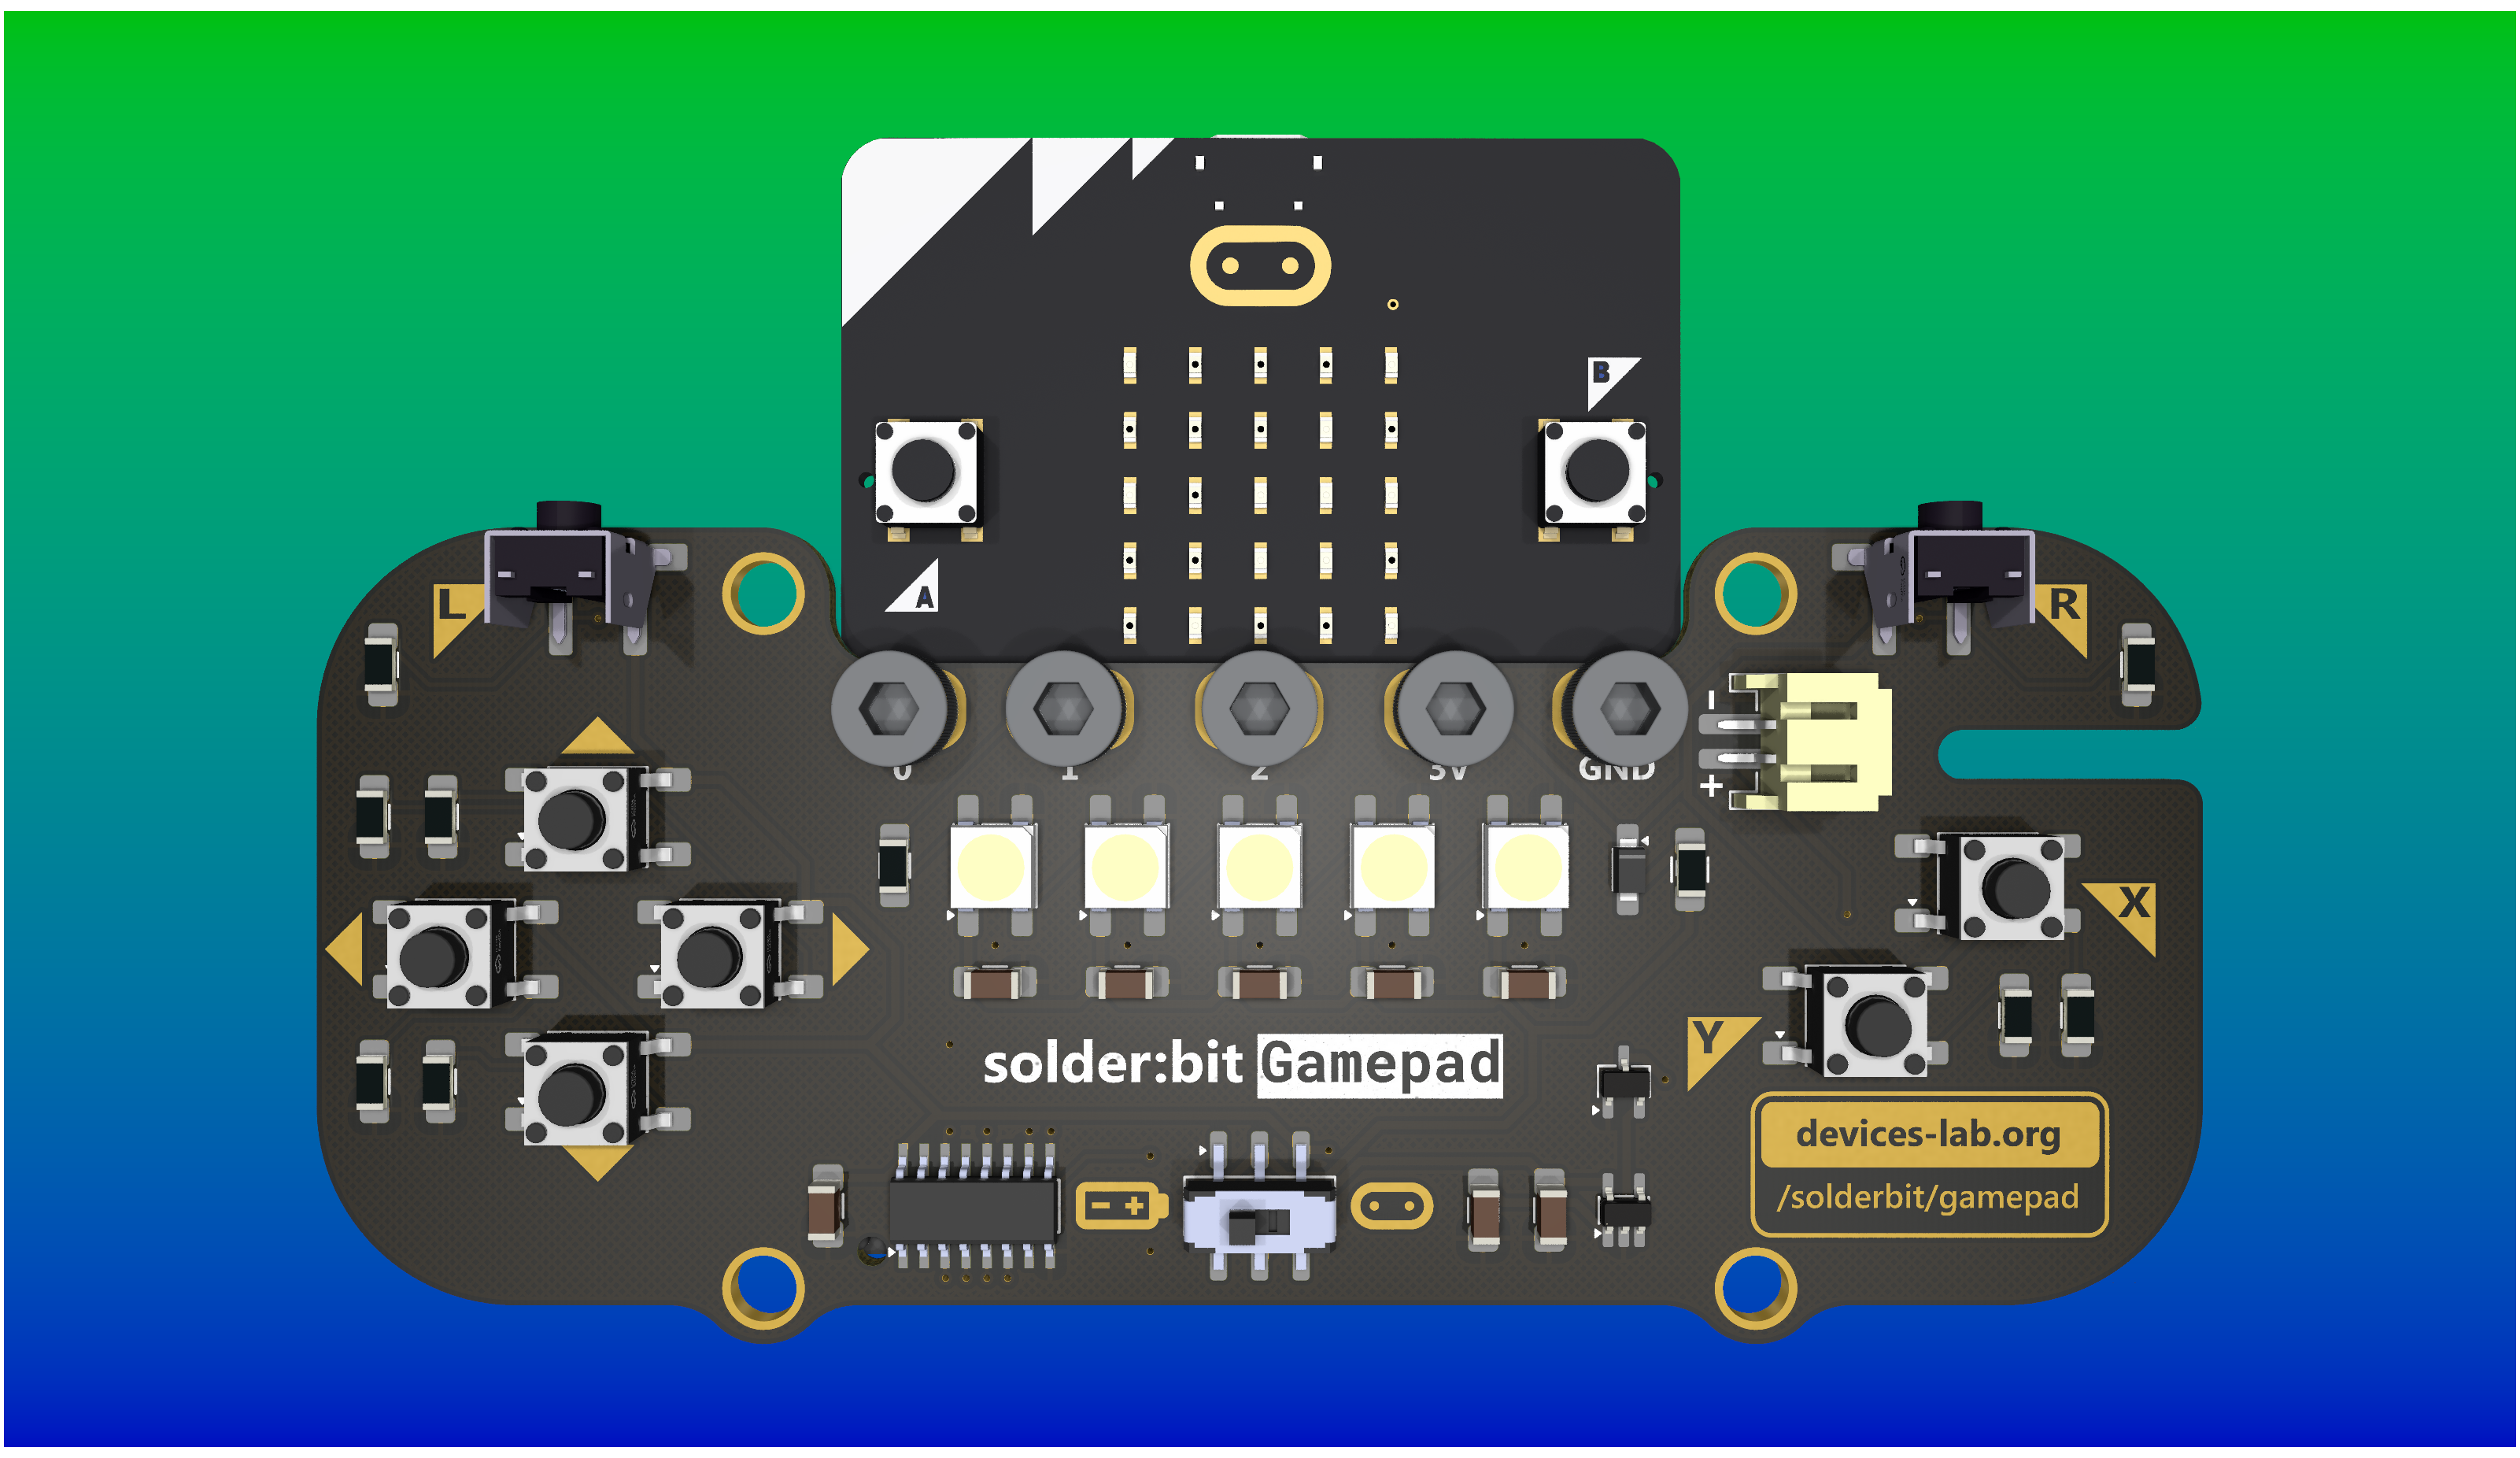 B
A
L
R
0 1 2 3V GND
-
+
X
solder:bit Gamepad
Y
devices-lab.org
/solderbit/gamepad
- +